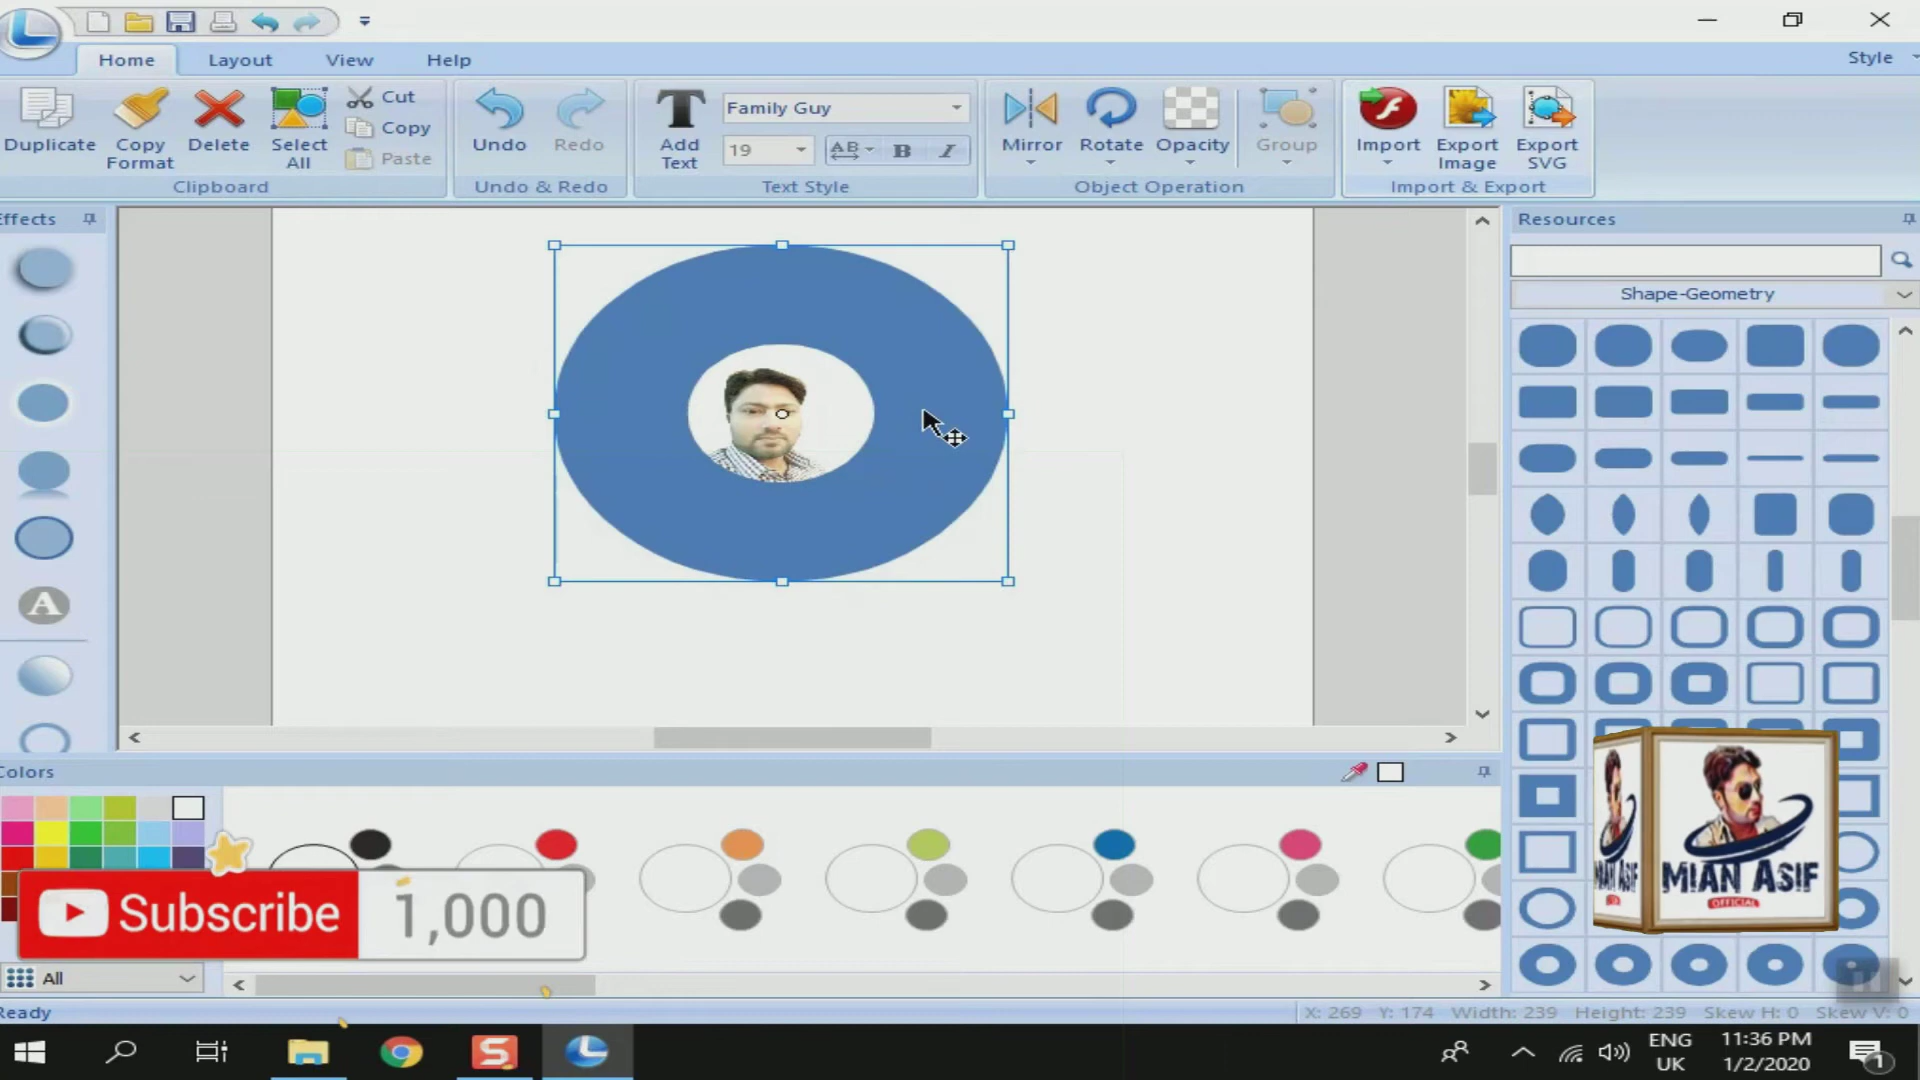 Home Layout View Help Style
Duplicate Copy Format Delete Select All Cut Copy Paste
Clipboard
Undo Redo
Undo & Redo
Add Text Family Guy 19 AB B I
Text Style
Mirror Rotate Opacity Group
Object Operation
Import Export Image Export SVG
Import & Export
Effects
Resources
Shape-Geometry
A
Colors
Subscribe 1,000
All
MIAN ASIF
OFFICIAL
Ready
X: 269 Y: 174 Width: 239 Height: 239 Skew H: 0 Skew V: 0
ENG
UK
11:36 PM
1/2/2020
1